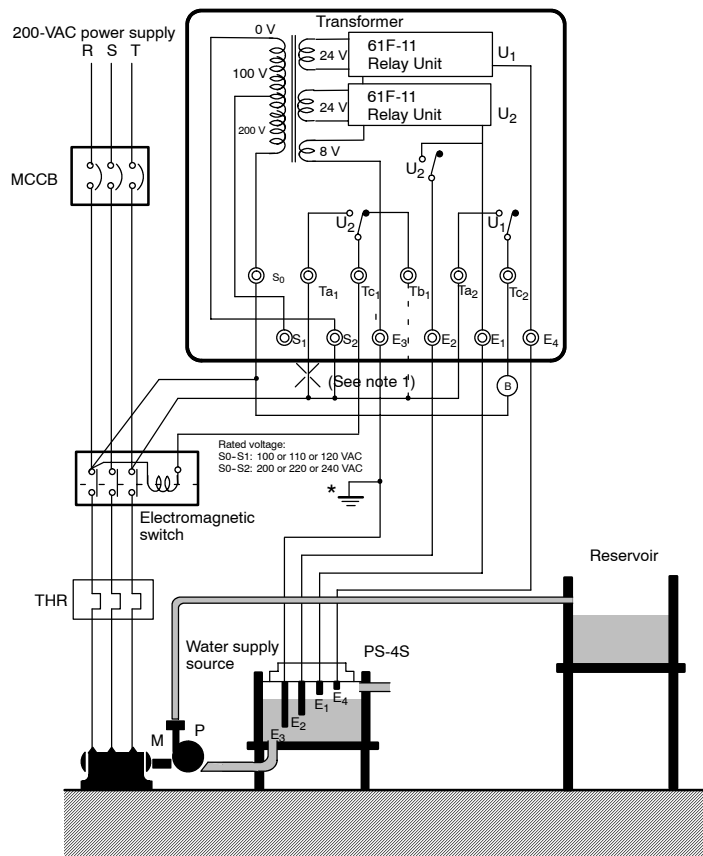 Transformer
200-VAC power supply
R S T
0 V
100 V
200 V
24 V
61F-11
Relay Unit
U1
24 V
61F-11
Relay Unit
U2
8 V
MCCB
U2
U2
U1
S0
Ta1
Tc1
Tb1
Ta2
Tc2
S1
S2
E3
E2
E1
E4
(See note 1)
B
Rated voltage:
S0-S1: 100 or 110 or 120 VAC
S0-S2: 200 or 220 or 240 VAC
*
Electromagnetic
switch
Reservoir
THR
Water supply
source
PS-4S
M
P
E3
E2
E1
E4